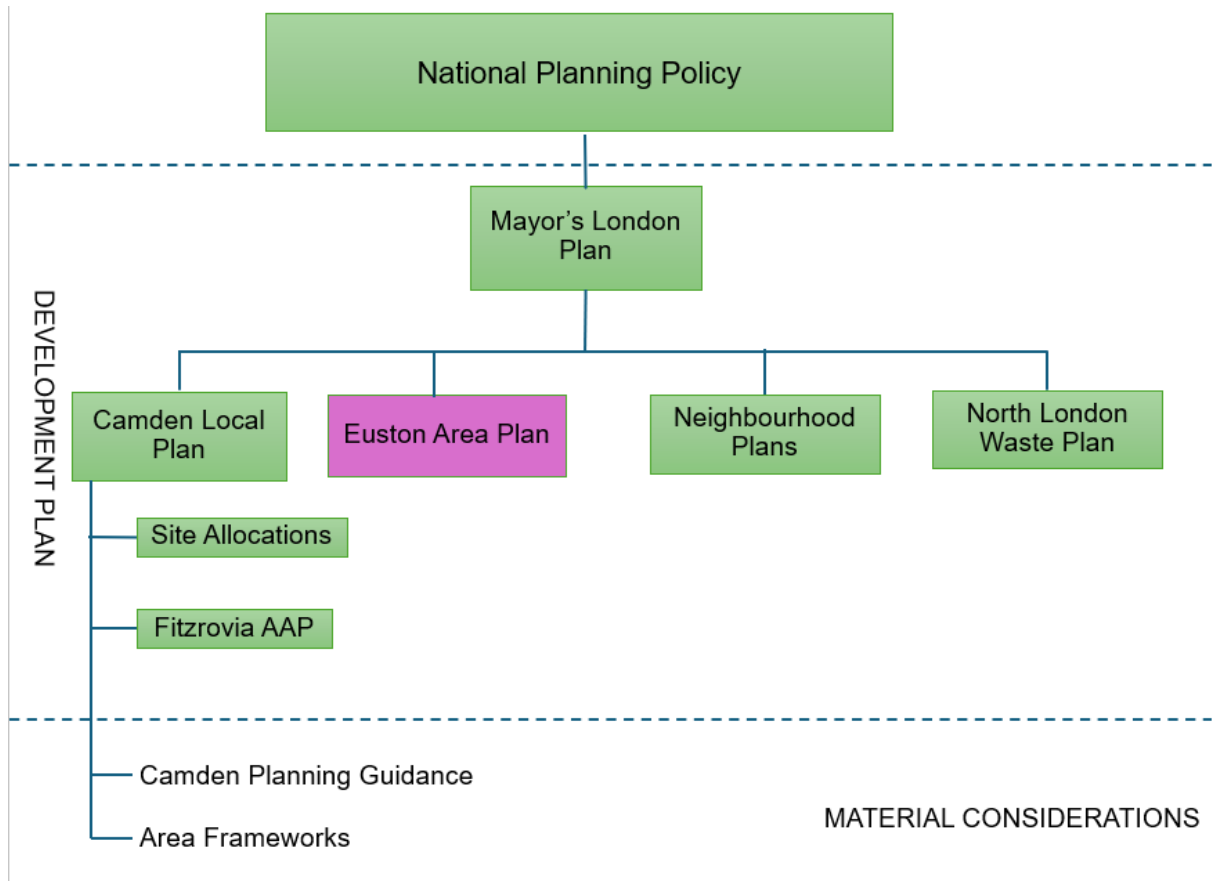 National Planning Policy
Mayor's London
Plan
DEVELOPMENT PLAN
Camden Local
Plan
Euston Area Plan
Neighbourhood
Plans
North London
Waste Plan
Site Allocations
Fitzrovia AAP
Camden Planning Guidance
Area Frameworks
MATERIAL CONSIDERATIONS